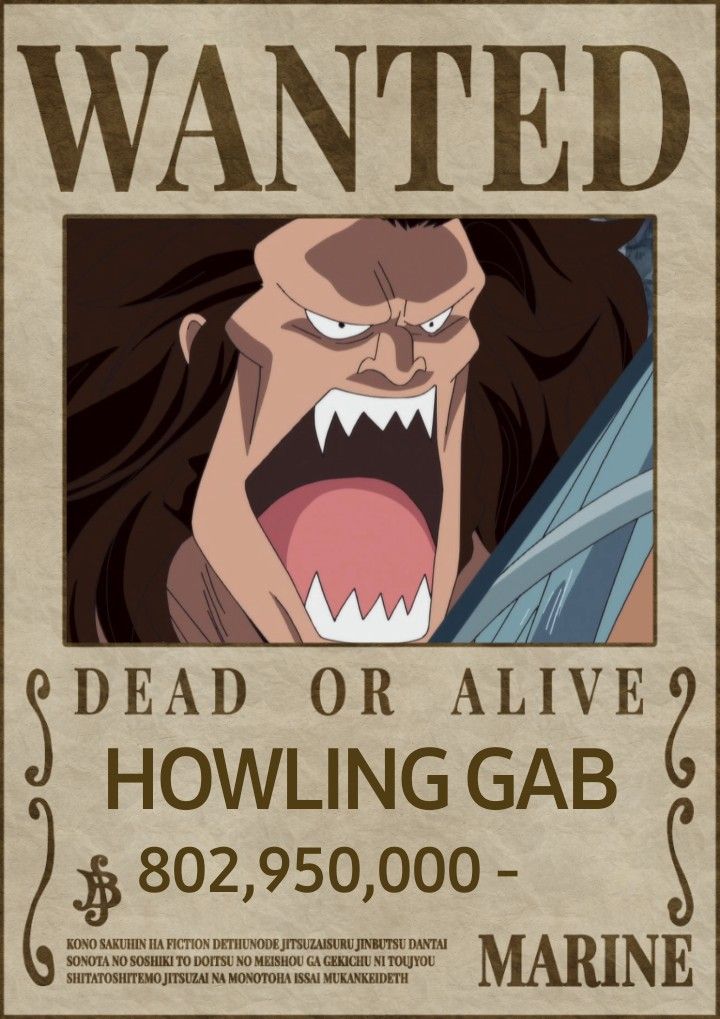 WANTED
DEAD OR ALIVE
HOWLING GAB
802,950,000 -
KONO SAKUHIN HA FICTION DETHUNODE JITSUZAISURU JINBUTSU DANTAI
SONOTA NO SOSHIKI TO DOITSU NO MEISHOU GA GEKICHU NI TOUJYOU
SHITATOSHITEMO JITSUZAI NA MONOTOHA ISSAI MUKANKEIDETH
MARINE